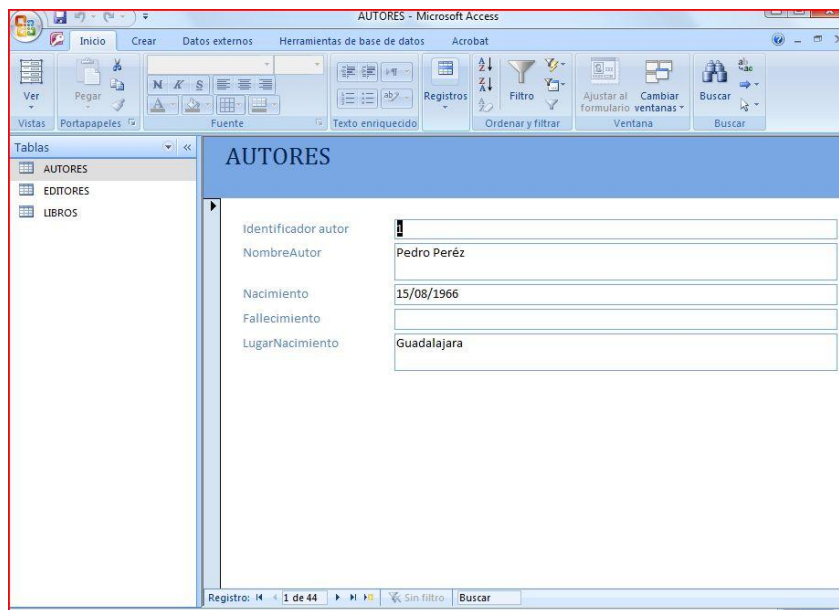 AUTORES - Microsoft Access
Inicio Crear Datos externos Herramientas de base de datos Acrobat
Ver Pegar N K S Registros Filtro Ajustar al formulario Cambiar ventanas Buscar
Vistas Portapapeles Fuente Texto enriquecido Ordenar y filtrar Ventana Buscar
Tablas
AUTORES
EDITORES
LIBROS
AUTORES
Identificador autor 1
NombreAutor Pedro Peréz
Nacimiento 15/08/1966
Fallecimiento
LugarNacimiento Guadalajara
Registro: 1 de 44 Sin filtro Buscar